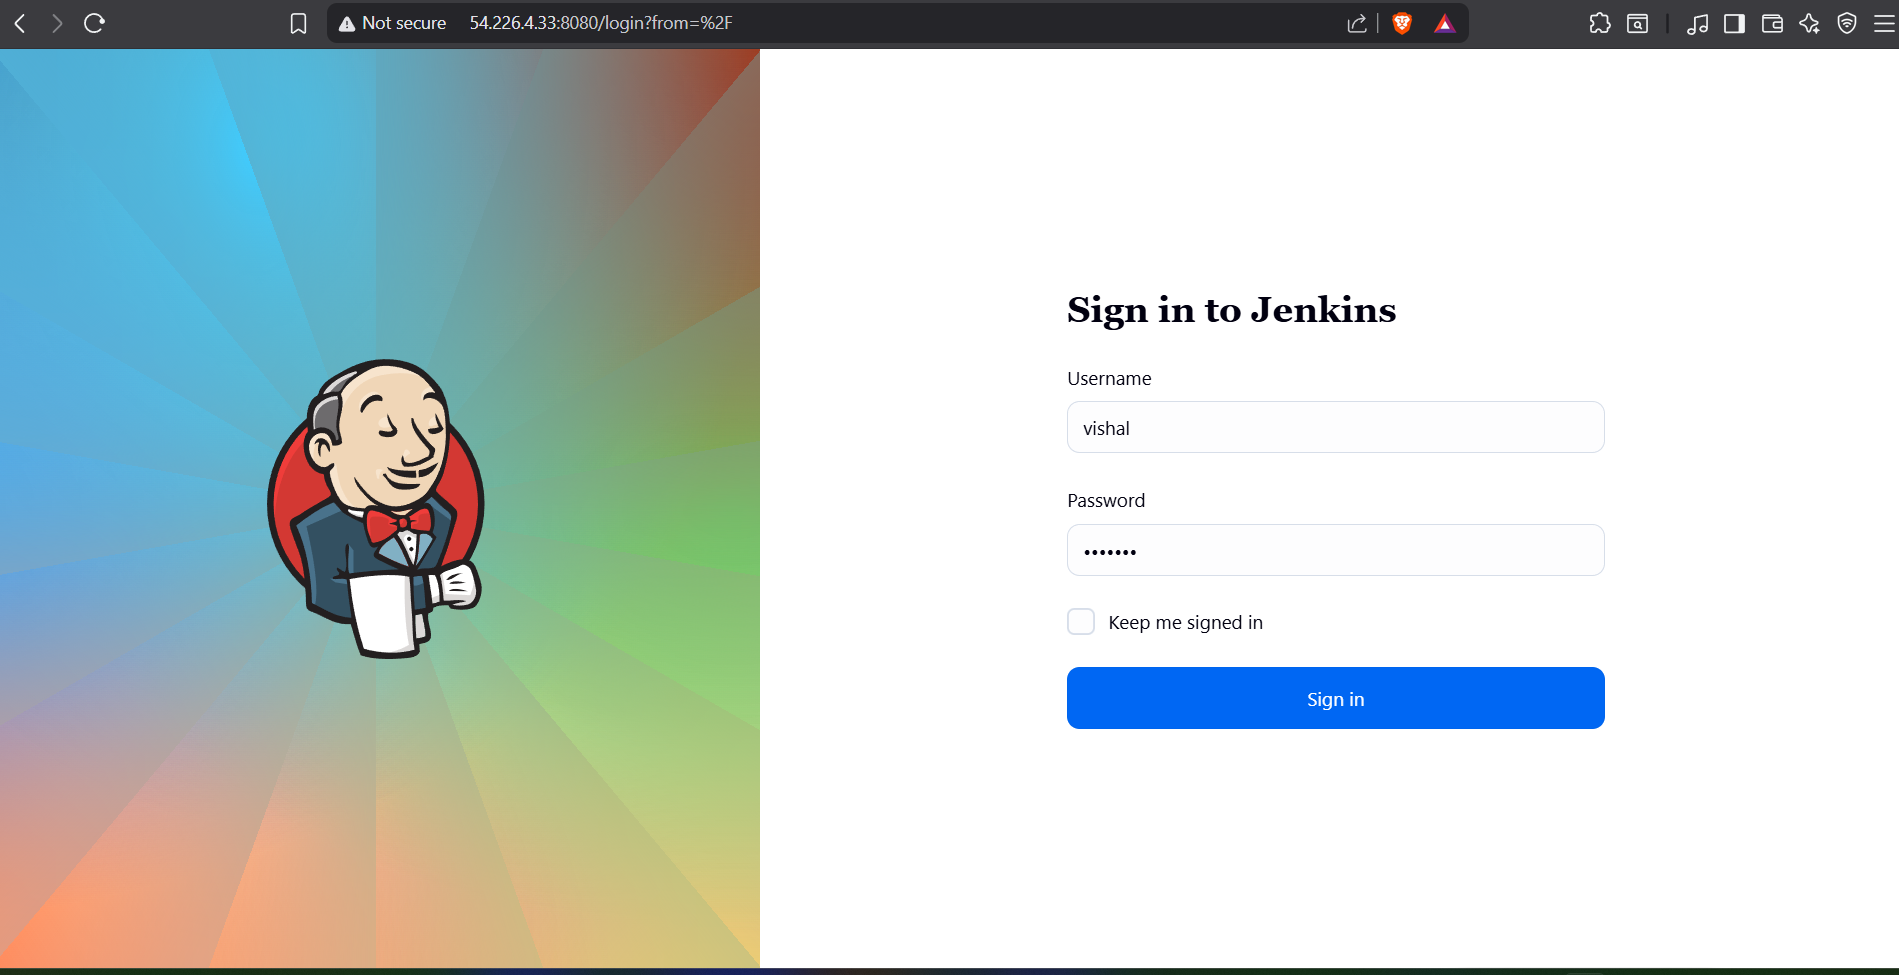 Not secure 54.226.4.33:8080/login?from=%2F
Sign in to Jenkins
Username
vishal
Password
•••••••
Keep me signed in
Sign in